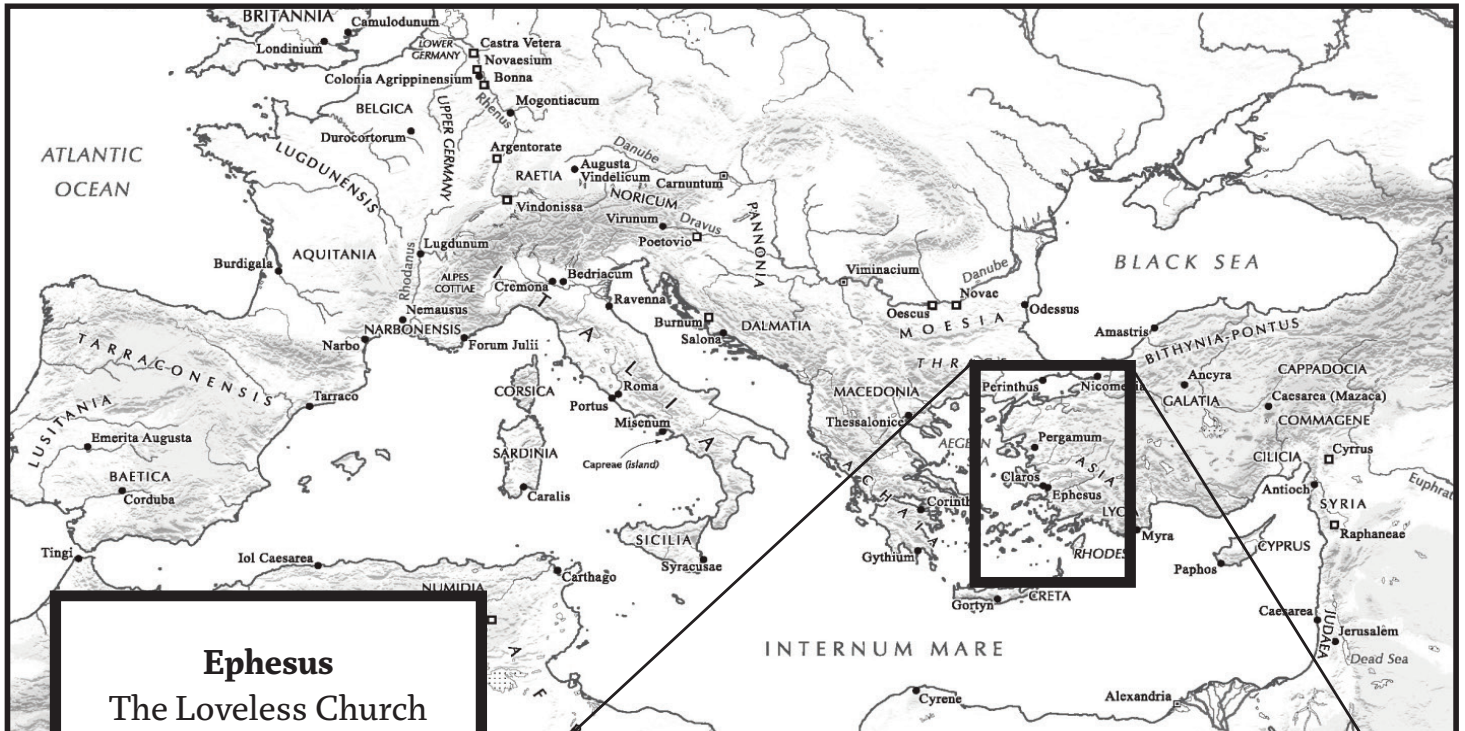 BRITANNIA
Camulodunum
Londinium
LOWER
GERMANY
Castra Vetera
Novaesium
Colonia Agrippinensium
Bonna
Rhenus
BELGICA
UPPER GERMANY
Mogontiacum
Durocortorum
ATLANTIC
OCEAN
LUGDUNENSIS
Argentorate
Danube
Augusta
Vindelicum
RAETIA
Carnuntum
NORICUM
Vindonissa
Virunum
Dravus
PANNONIA
Poetovio
AQUITANIA
Lugdunum
Rhodanus
Burdigala
ALPES
COTTIAE
Cremona
Bedriacum
Viminacium
Danube
BLACK SEA
ITALIA
Ravenna
Novae
Oescus
Odessus
Nemausus
NARBONENSIS
Burnum
DALMATIA
MOESIA
Amastris
BITHYNIA-PONTUS
Narbo
Forum Julii
Salona
TARRACONENSIS
CORSICA
Roma
Portus
MACEDONIA
Perinthus
Ancyra
GALATIA
CAPPADOCIA
Caesarea (Mazaca)
COMMAGENE
LUSITANIA
Tarraco
Misenum
Thessalonice
Emerita Augusta
SARDINIA
Capreae (island)
Pergamum
ASIA
CILICIA
Cyrrus
BAETICA
Corduba
Caralis
ACHAIA
Claros
Ephesus
Antioch
SYRIA
Raphaneae
SICILIA
RHODES
Myra
CYPRUS
Tingi
Iol Caesarea
Syracusae
Gythium
Paphos
NUMIDIA
Carthago
Gortyn
CRETA
Caesarea
JUDAEA
Jerusalem
Dead Sea
INTERNUM MARE
Cyrene
Alexandria
Ephesus
The Loveless Church